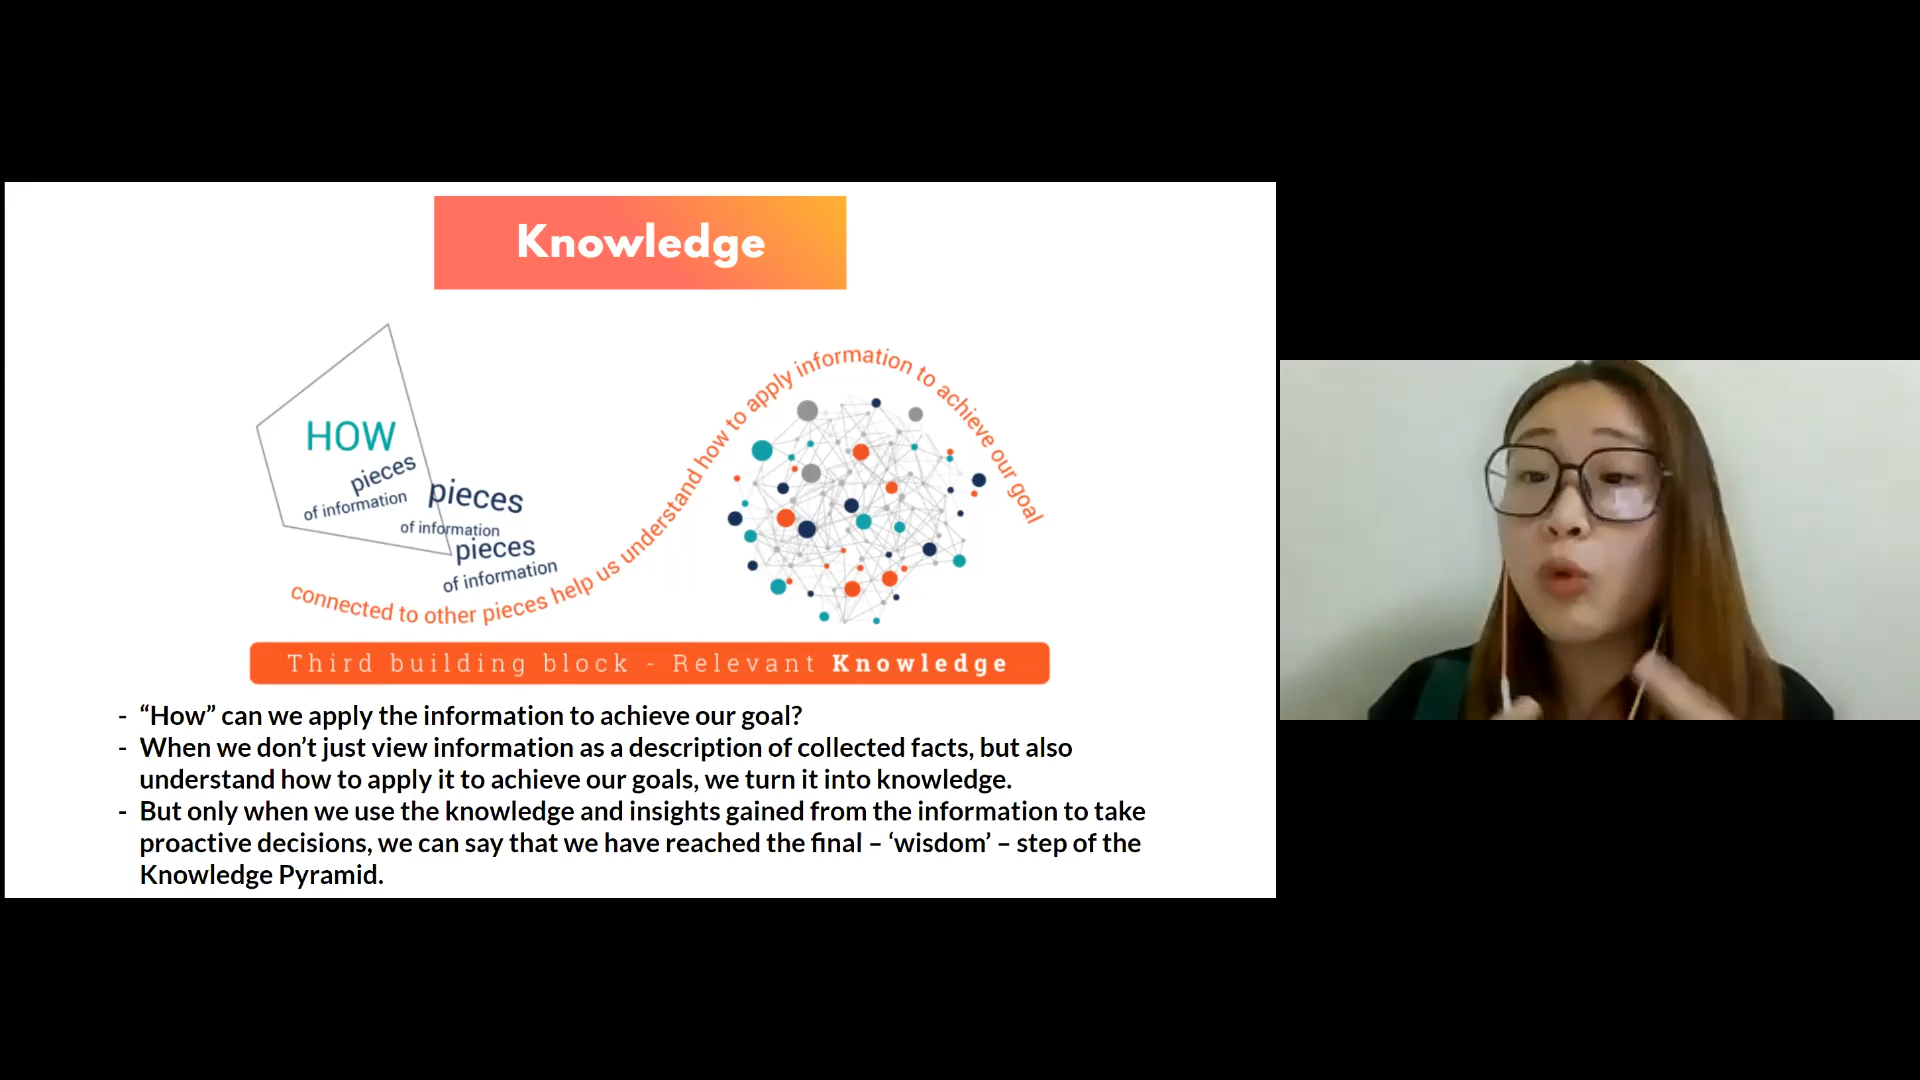 Knowledge
HOW
pieces
of information
pieces
of information
pieces
of information
connected to other pieces help us understand how to apply information to achieve our goal
Third building block - Relevant Knowledge
- “How” can we apply the information to achieve our goal?
- When we don’t just view information as a description of collected facts, but also
understand how to apply it to achieve our goals, we turn it into knowledge.
- But only when we use the knowledge and insights gained from the information to take
proactive decisions, we can say that we have reached the final – ‘wisdom’ – step of the
Knowledge Pyramid.